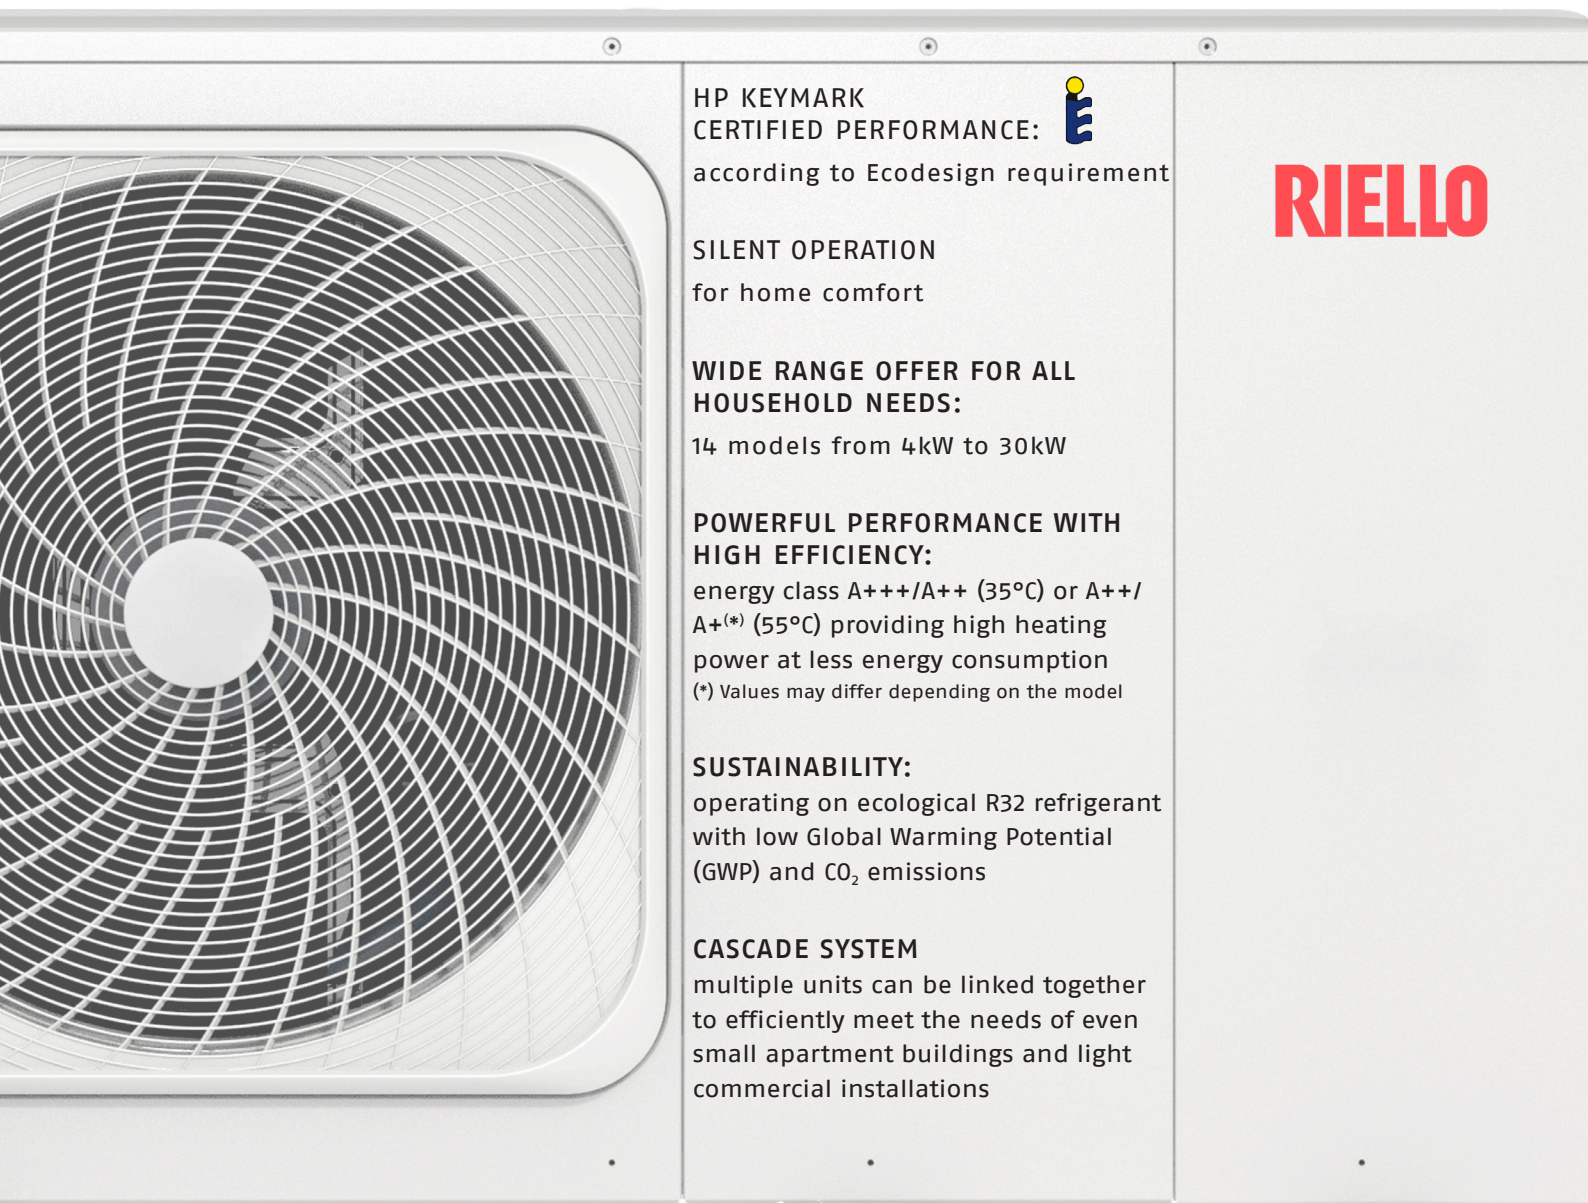 HP KEYMARK
CERTIFIED PERFORMANCE:
according to Ecodesign requirement
SILENT OPERATION
for home comfort
WIDE RANGE OFFER FOR ALL
HOUSEHOLD NEEDS:
14 models from 4kW to 30kW
POWERFUL PERFORMANCE WITH
HIGH EFFICIENCY:
energy class A+++/A++ (35°C) or A++/
A+(*) (55°C) providing high heating
power at less energy consumption
(*) Values may differ depending on the model
SUSTAINABILITY:
operating on ecological R32 refrigerant
with low Global Warming Potential
(GWP) and CO₂ emissions
CASCADE SYSTEM
multiple units can be linked together
to efficiently meet the needs of even
small apartment buildings and light
commercial installations
RIELLO